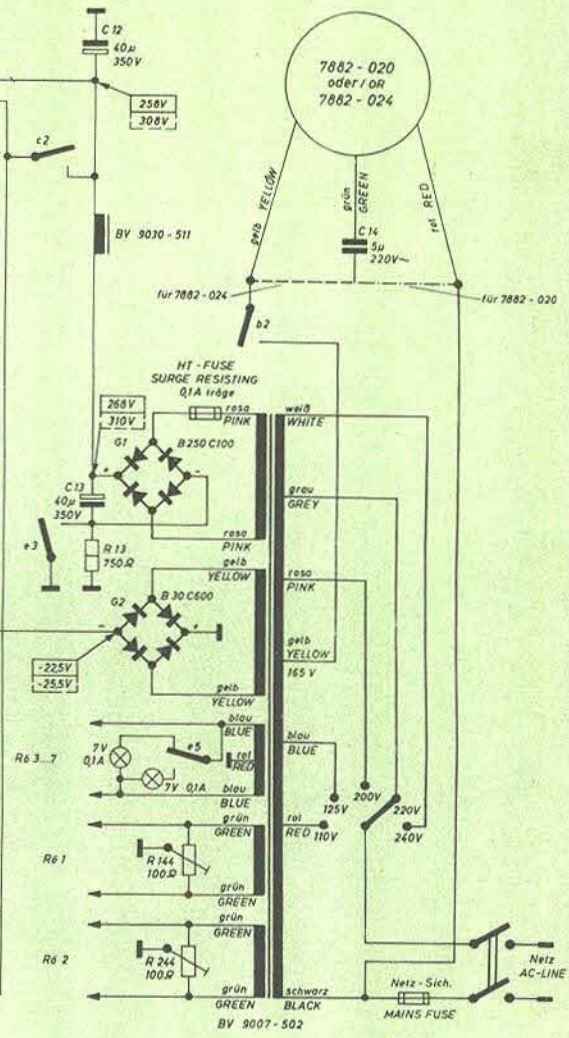 C 12
40µ
350V
258V
308V
c2
BV 9030 - 511
7882 - 020
oder / OR
7882 - 024
gelb YELLOW
grün GREEN
rot RED
C 14
5µ
220V~
für 7882 - 024
für 7882 - 020
b2
HT - FUSE
SURGE RESISTING
0,1A träge
268V
310V
G1
B 250 C100
rosa
PINK
weiß
WHITE
+
-
C 13
40µ
350V
grau
GREY
e3
R 13
750Ω
rosa
PINK
rosa
PINK
gelb
YELLOW
G2
B 30 C600
-
+
-22,5V
-25,5V
gelb
YELLOW
165 V
gelb
YELLOW
blau
BLUE
blau
BLUE
Rö 3...7
7V
0,1A
e5
rot
RED
7V 0,1A
blau
BLUE
125V
200V
220V
240V
rot
RED
110V
grün
GREEN
Rö 1
R 144
100Ω
grün
GREEN
grün
GREEN
Rö 2
R 244
100Ω
grün
GREEN
schwarz
BLACK
Netz - Sich.
MAINS FUSE
Netz
AC-LINE
BV 9007 - 502